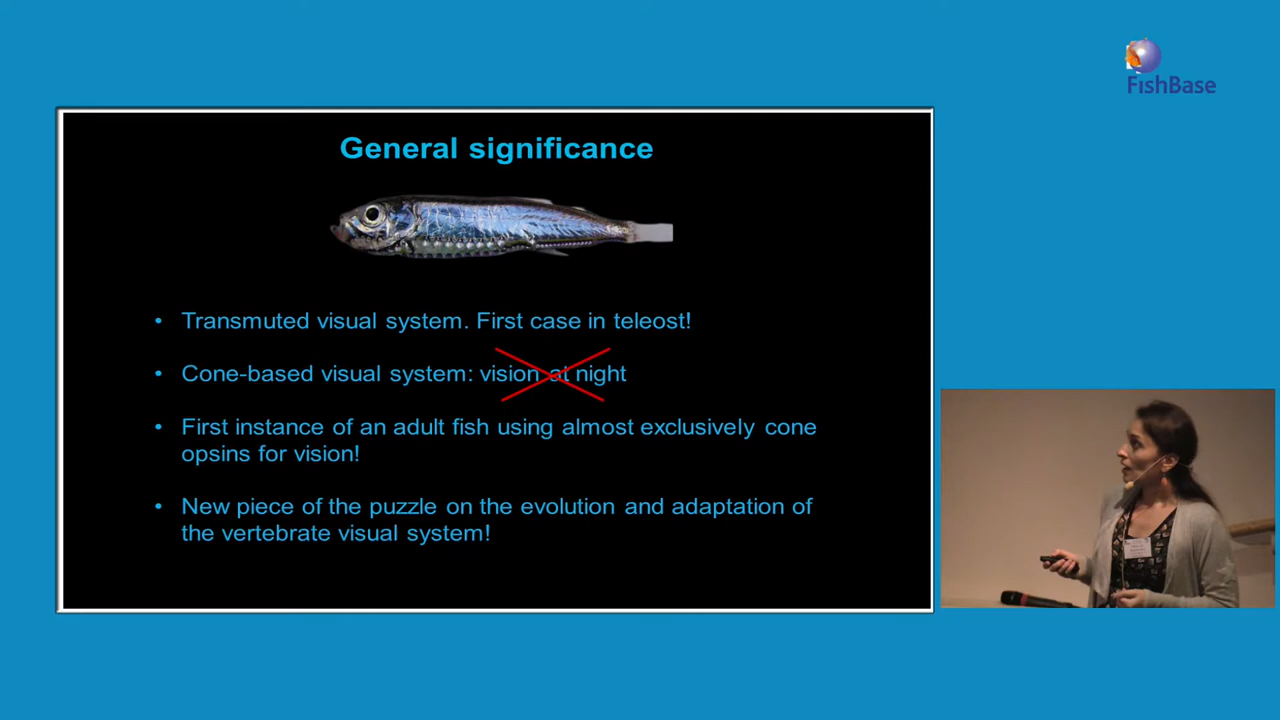 FishBase
General significance
• Transmuted visual system. First case in teleost!
• Cone-based visual system: vision at night
• First instance of an adult fish using almost exclusively cone
opsins for vision!
• New piece of the puzzle on the evolution and adaptation of
the vertebrate visual system!